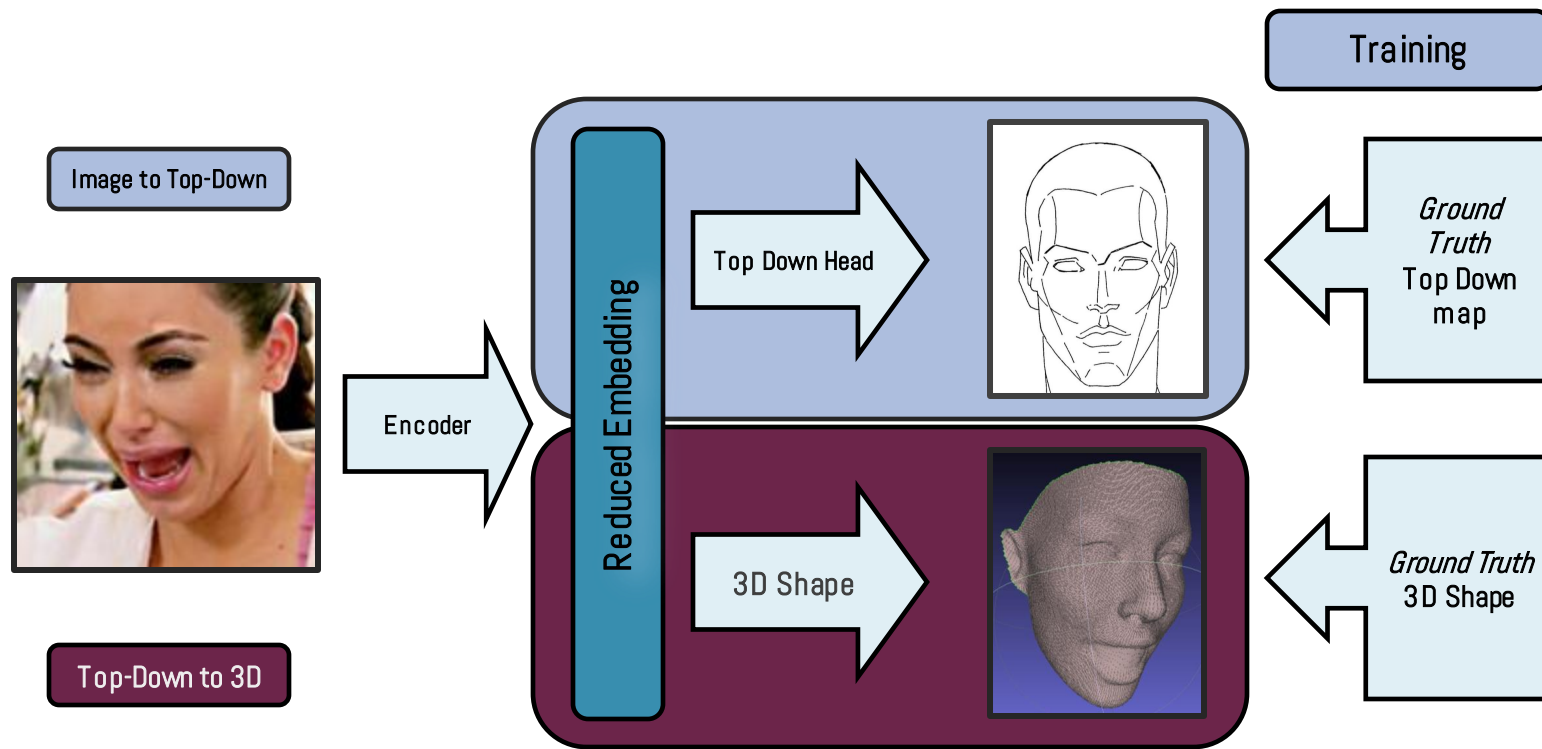 Training
Image to Top-Down
Top Down Head
Ground
Truth
Top Down
map
Encoder
Reduced Embedding
3D Shape
Ground Truth
3D Shape
Top-Down to 3D